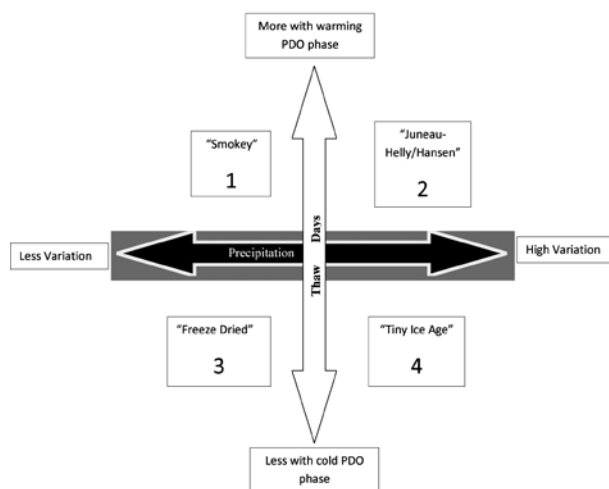 More with warming
PDO phase
"Smokey"
1
"Juneau-
Helly/Hansen"
2
Less Variation
Precipitation
Thaw Days
High Variation
"Freeze Dried"
3
"Tiny Ice Age"
4
Less with cold PDO
phase